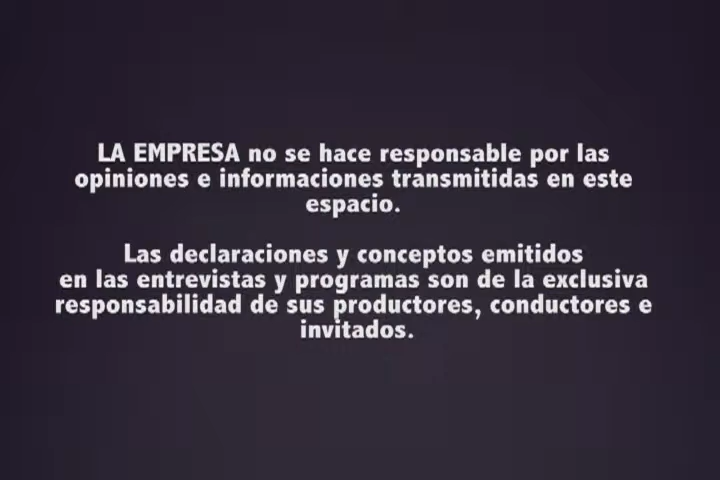 LA EMPRESA no se hace responsable por las
opiniones e informaciones transmitidas en este
espacio.
Las declaraciones y conceptos emitidos
en las entrevistas y programas son de la exclusiva
responsabilidad de sus productores, conductores e
invitados.